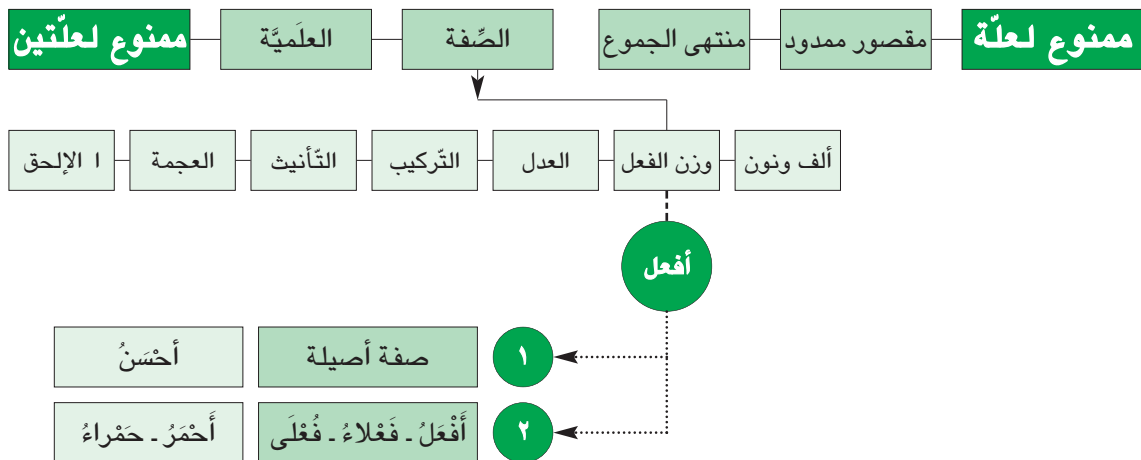 ممنوع لعلّة مقصور ممدود منتهى الجموع الصِّفة العلَميَّة ممنوع لعلّتين
ألف ونون وزن الفعل العدل التّركيب التّأنيث العجمة ا الإلحق
أفعل
١ صفة أصيلة أحْسَنُ
٢ أَفْعَلُ ـ فَعْلاءُ ـ فُعْلَى أَحْمَرُ ـ حَمْراءُ